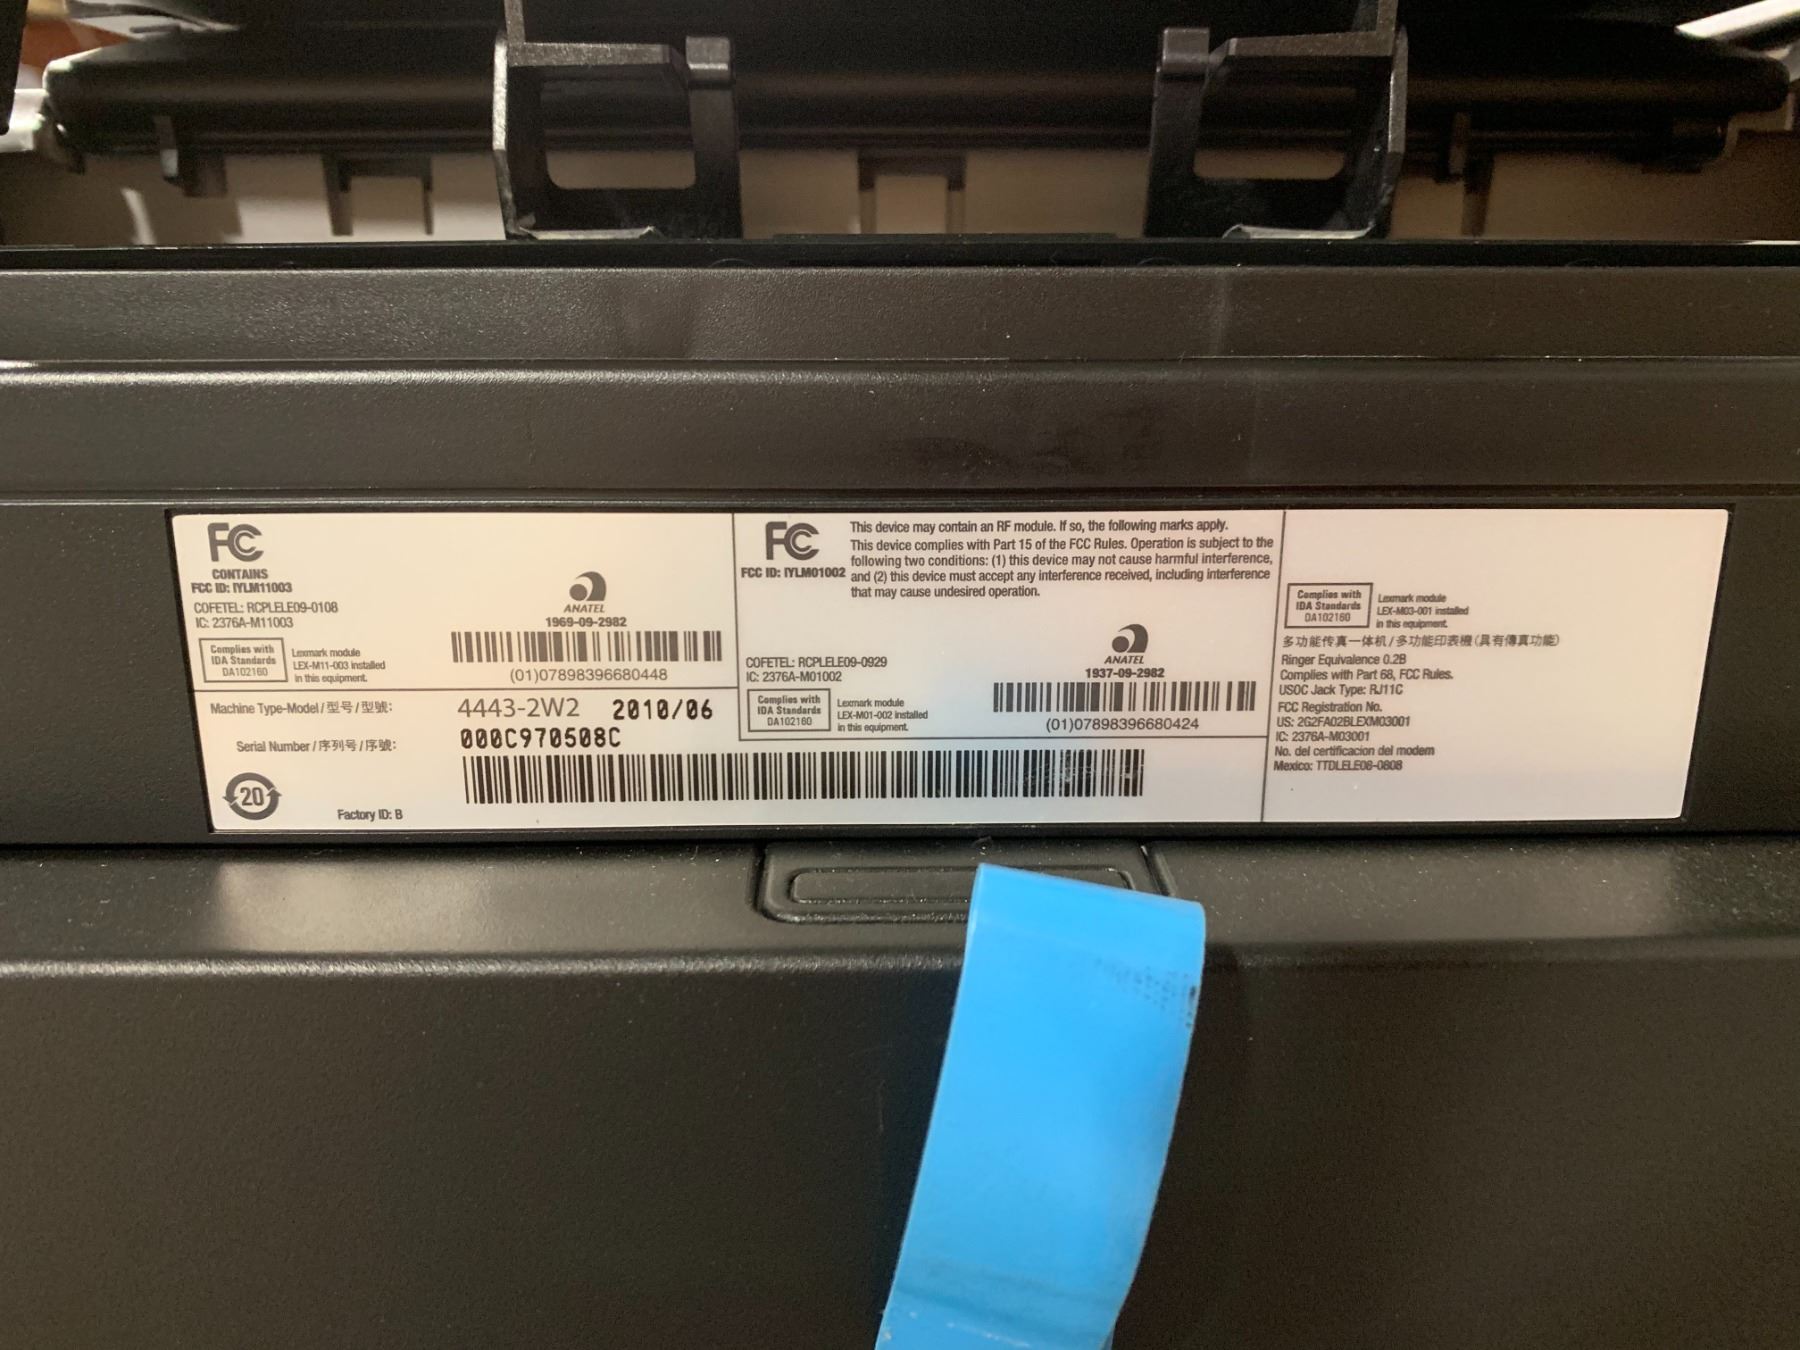 FC
CONTAINS
FCC ID: IYLM11003
COFETEL: RCPLELE09-0108
IC: 2376A-M11003
Complies with
IDA Standards
DA102160
Lexmark module
LEX-M11-003 installed
in this equipment.
ANATEL
1969-09-2982
(01)07898396680448
Machine Type-Model/型号/型號:
4443-2W2 2010/06
Serial Number/序列号/序號:
000C970508C
20
Factory ID: B
FC
FCC ID: IYLM01002
This device may contain an RF module. If so, the following marks apply.
This device complies with Part 15 of the FCC Rules. Operation is subject to the
following two conditions: (1) this device may not cause harmful interference,
and (2) this device must accept any interference received, including interference
that may cause undesired operation.
COFETEL: RCPLELE09-0929
IC: 2376A-M01002
Complies with
IDA Standards
DA102160
Lexmark module
LEX-M01-002 installed
in this equipment.
ANATEL
1937-09-2982
(01)07898396680424
Complies with
IDA Standards
DA102160
Lexmark module
LEX-M03-001 installed
in this equipment.
多功能传真一体机/多功能印表機(具有傳真功能)
Ringer Equivalence 0.2B
Complies with Part 68, FCC Rules.
USOC Jack Type: RJ11C
FCC Registration No.
US: 2G2FA02BLEXM03001
IC: 2376A-M03001
No. del certificacion del modem
Mexico: TTDLELE08-0808